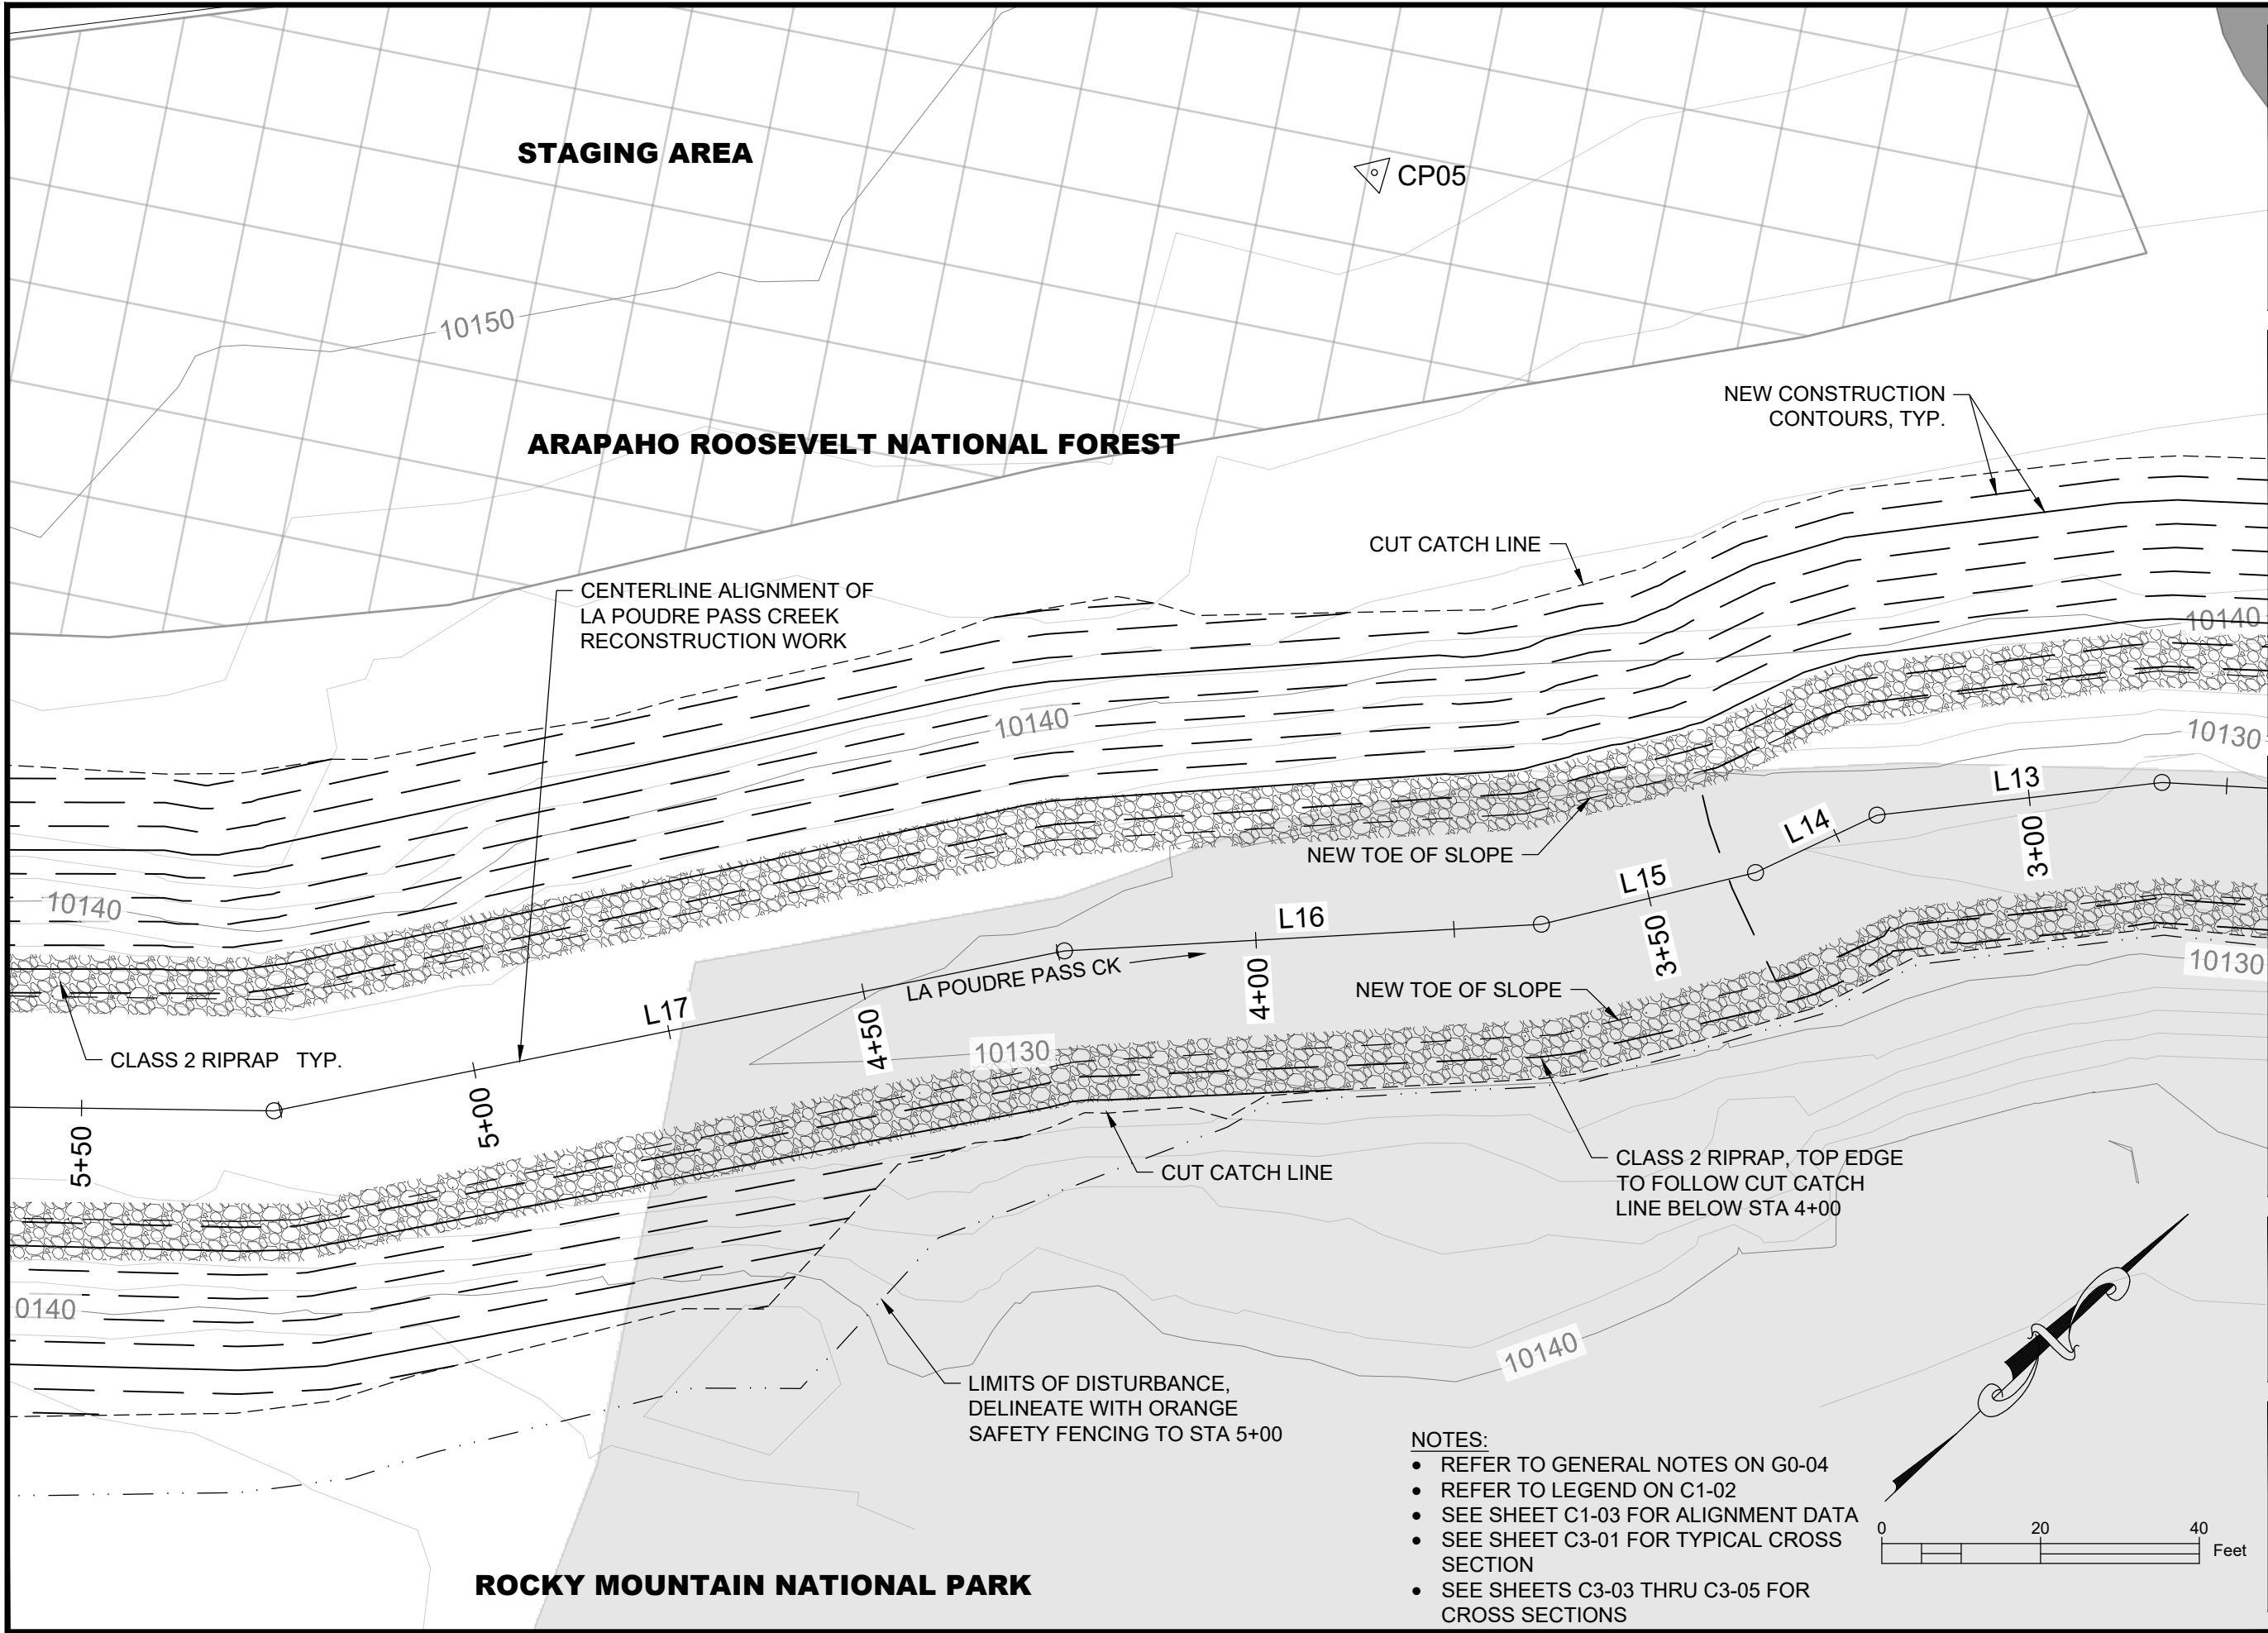 STAGING AREA
CP05
10150
NEW CONSTRUCTION
CONTOURS, TYP.
ARAPAHO ROOSEVELT NATIONAL FOREST
CUT CATCH LINE
CENTERLINE ALIGNMENT OF
LA POUDRE PASS CREEK
RECONSTRUCTION WORK
10140
10140
10130
L13
L14
3+00
NEW TOE OF SLOPE
L15
10140
L16
3+50
10130
LA POUDRE PASS CK
4+00
NEW TOE OF SLOPE
L17
4+50
10130
CLASS 2 RIPRAP TYP.
5+00
5+50
CUT CATCH LINE
CLASS 2 RIPRAP, TOP EDGE
TO FOLLOW CUT CATCH
LINE BELOW STA 4+00
0140
10140
LIMITS OF DISTURBANCE,
DELINEATE WITH ORANGE
SAFETY FENCING TO STA 5+00
NOTES:
• REFER TO GENERAL NOTES ON G0-04
• REFER TO LEGEND ON C1-02
• SEE SHEET C1-03 FOR ALIGNMENT DATA
• SEE SHEET C3-01 FOR TYPICAL CROSS
SECTION
• SEE SHEETS C3-03 THRU C3-05 FOR
CROSS SECTIONS
0 20 40
Feet
ROCKY MOUNTAIN NATIONAL PARK